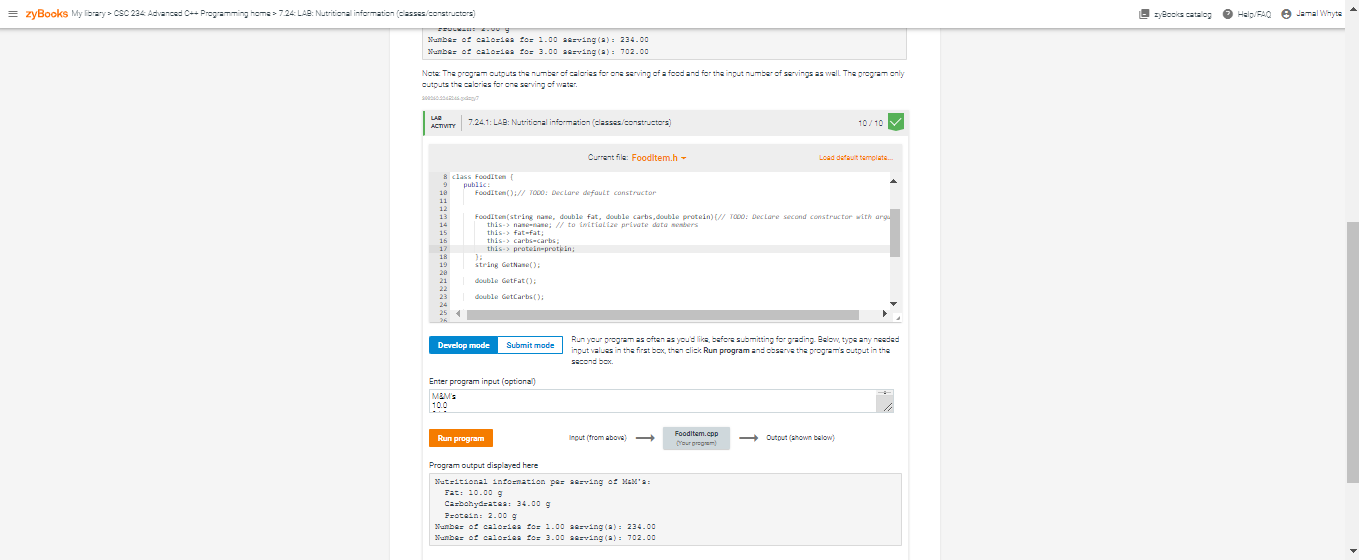 zyBooks My library > CSC 234: Advanced C++ Programming home > 7.24: LAB: Nutritional information (classes/constructors)
zyBooks catalog Help/FAQ Jamal Whyte
Number of calories for 1.00 serving(s): 234.00
Number of calories for 3.00 serving(s): 702.00
Note: The program outputs the number of calories for one serving of a food and for the input number of servings as well. The program only
outputs the calories for one serving of water.
LAB
ACTIVITY
7.24.1: LAB: Nutritional information (classes/constructors)
10 / 10
Current file: FoodItem.h
Load default template...
8 class FoodItem {
9 public:
10 FoodItem();// TODO: Declare default constructor
11
12
13 FoodItem(string name, double fat, double carbs,double protein){// TODO: Declare second constructor with argu
14 this-> name=name; // to initialize private data members
15 this-> fat=fat;
16 this-> carbs=carbs;
17 this-> protein=protein;
18 };
19 string GetName();
20
21 double GetFat();
22
23 double GetCarbs();
24
25
26
Develop mode Submit mode
Run your program as often as you'd like, before submitting for grading. Below, type any needed
input values in the first box, then click Run program and observe the program's output in the
second box.
Enter program input (optional)
M&M's
10.0
Run program
Input (from above)
FoodItem.cpp
(Your program)
Output (shown below)
Program output displayed here
Nutritional information per serving of M&M's:
Fat: 10.00 g
Carbohydrates: 34.00 g
Protein: 2.00 g
Number of calories for 1.00 serving(s): 234.00
Number of calories for 3.00 serving(s): 702.00